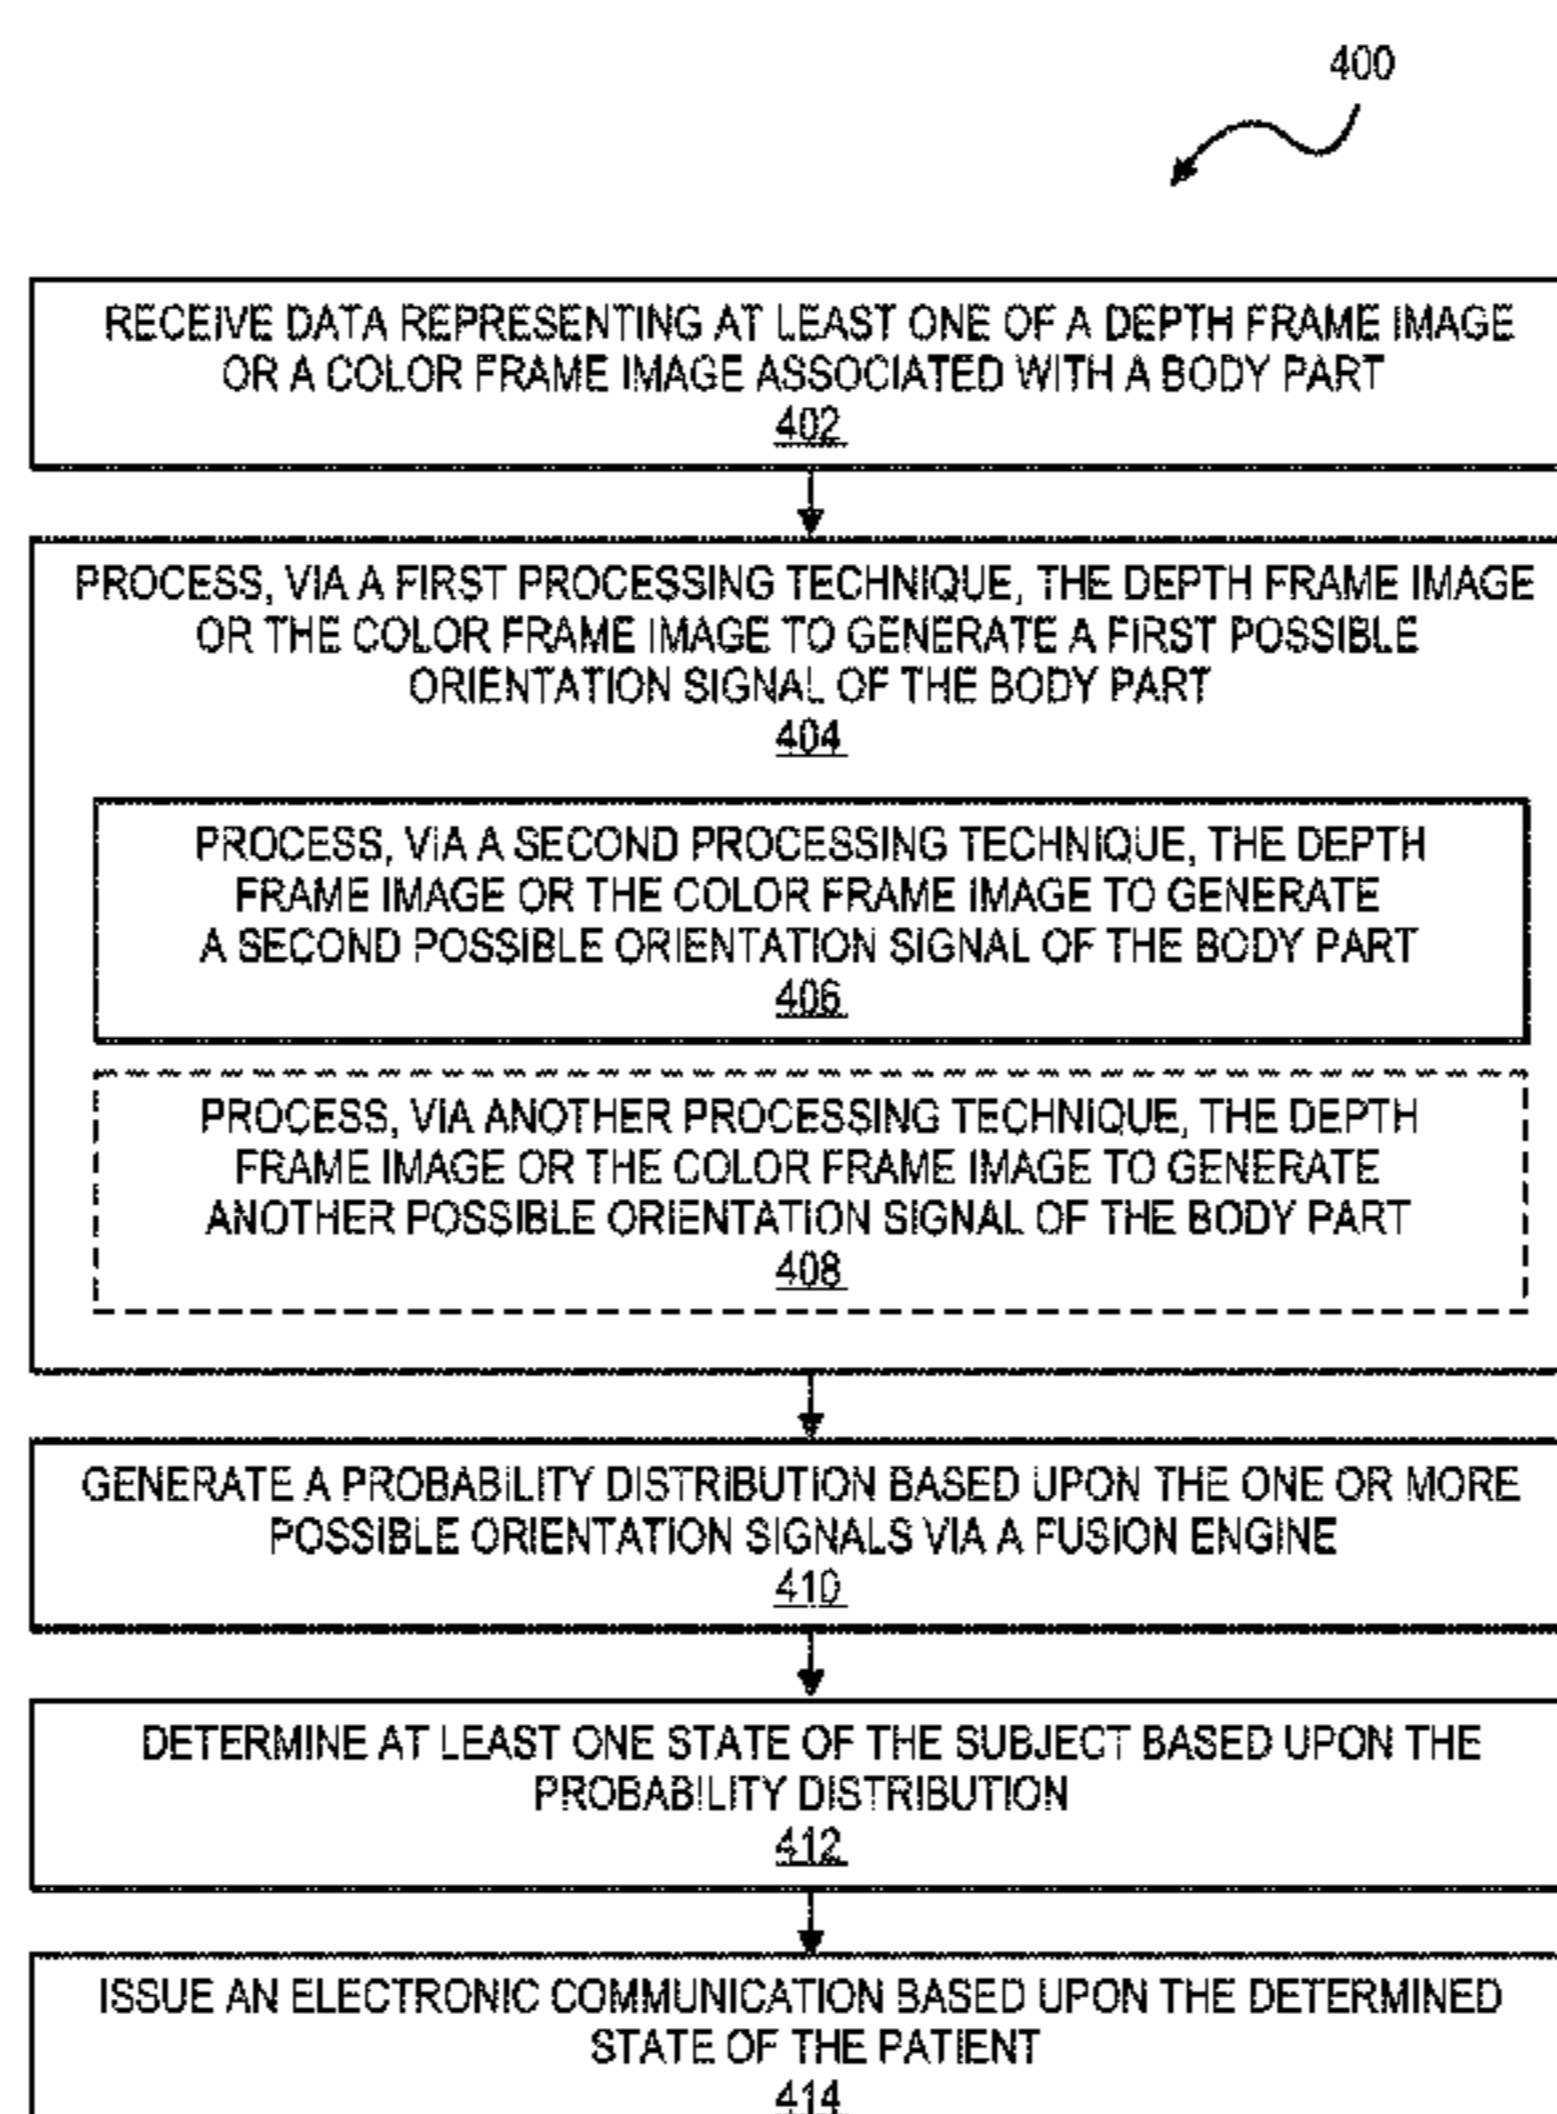 400
RECEIVE DATA REPRESENTING AT LEAST ONE OF A DEPTH FRAME IMAGE
OR A COLOR FRAME IMAGE ASSOCIATED WITH A BODY PART
402
PROCESS, VIA A FIRST PROCESSING TECHNIQUE, THE DEPTH FRAME IMAGE
OR THE COLOR FRAME IMAGE TO GENERATE A FIRST POSSIBLE
ORIENTATION SIGNAL OF THE BODY PART
404
PROCESS, VIA A SECOND PROCESSING TECHNIQUE, THE DEPTH
FRAME IMAGE OR THE COLOR FRAME IMAGE TO GENERATE
A SECOND POSSIBLE ORIENTATION SIGNAL OF THE BODY PART
406
PROCESS, VIA ANOTHER PROCESSING TECHNIQUE, THE DEPTH
FRAME IMAGE OR THE COLOR FRAME IMAGE TO GENERATE
ANOTHER POSSIBLE ORIENTATION SIGNAL OF THE BODY PART
408
GENERATE A PROBABILITY DISTRIBUTION BASED UPON THE ONE OR MORE
POSSIBLE ORIENTATION SIGNALS VIA A FUSION ENGINE
410
DETERMINE AT LEAST ONE STATE OF THE SUBJECT BASED UPON THE
PROBABILITY DISTRIBUTION
412
ISSUE AN ELECTRONIC COMMUNICATION BASED UPON THE DETERMINED
STATE OF THE PATIENT
414